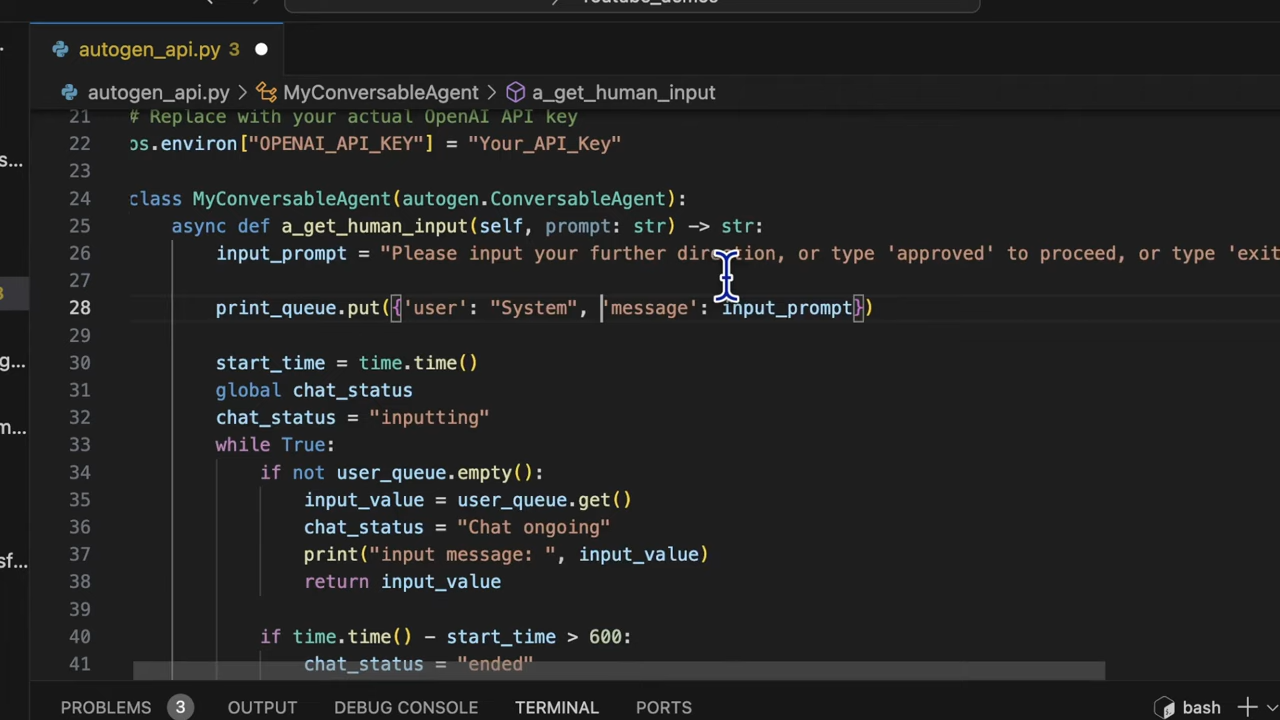 autogen_api.py 3
autogen_api.py > MyConversableAgent > a_get_human_input
21 # Replace with your actual OpenAI API key
22 os.environ["OPENAI_API_KEY"] = "Your_API_Key"
23
24 class MyConversableAgent(autogen.ConversableAgent):
25 async def a_get_human_input(self, prompt: str) -> str:
26 input_prompt = "Please input your further direction, or type 'approved' to proceed, or type 'exit
27
28 print_queue.put({'user': "System", 'message': input_prompt})
29
30 start_time = time.time()
31 global chat_status
32 chat_status = "inputting"
33 while True:
34 if not user_queue.empty():
35 input_value = user_queue.get()
36 chat_status = "Chat ongoing"
37 print("input message: ", input_value)
38 return input_value
39
40 if time.time() - start_time > 600:
41 chat_status = "ended"
PROBLEMS 3 OUTPUT DEBUG CONSOLE TERMINAL PORTS bash